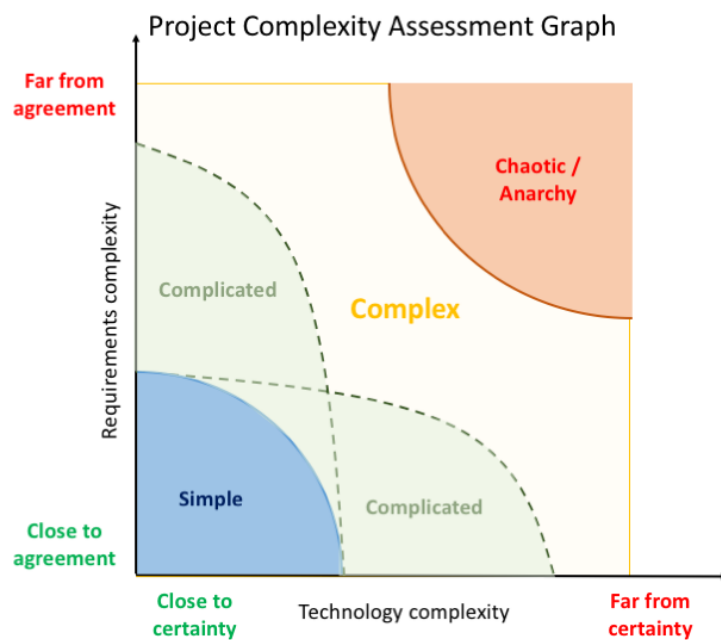 Project Complexity Assessment Graph
Far from
agreement
Chaotic /
Anarchy
Requirements complexity
Complicated
Complex
Simple
Complicated
Close to
agreement
Close to
certainty
Technology complexity
Far from
certainty